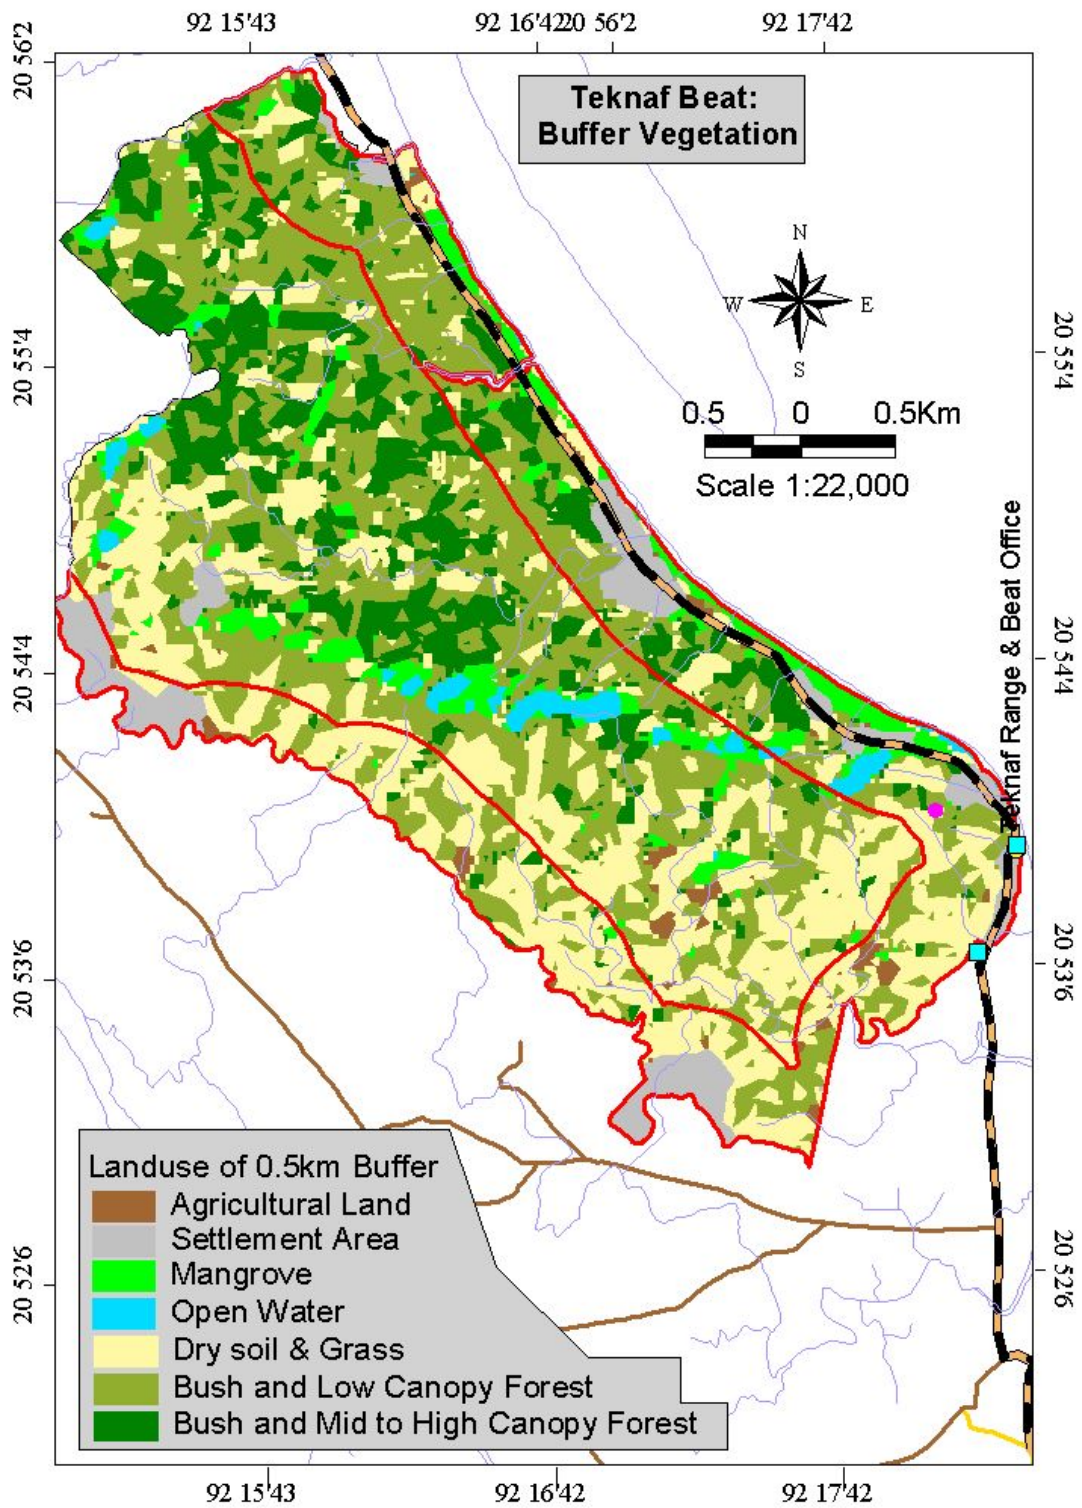 92 15'43
92 16'42
20 56'2
92 17'42
20 56'2
Teknaf Beat:
Buffer Vegetation
N
W
E
S
20 55'4
20 55'4
0.5 0 0.5Km
Scale 1:22,000
Teknaf Range & Beat Office
20 54'4
20 54'4
20 53'6
20 53'6
Landuse of 0.5km Buffer
Agricultural Land
Settlement Area
Mangrove
Open Water
Dry soil & Grass
Bush and Low Canopy Forest
Bush and Mid to High Canopy Forest
20 52'6
20 52'6
92 15'43
92 16'42
92 17'42